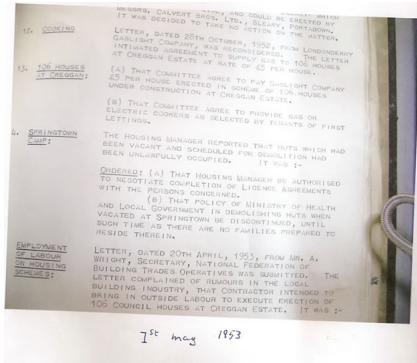 CALVERT BROS. LTD., SLEARY, PORTADOWN.
IT WAS DECIDED TO TAKE NO ACTION ON THE MATTER.
12. COOKING
LETTER, DATED 28TH OCTOBER, 1952, FROM LONDONDERRY
GASLIGHT COMPANY, WAS RECONSIDERED. THE LETTER
INTIMATED AGREEMENT TO SUPPLY GAS TO 106 HOUSES
AT CREGGAN ESTATE AT RATE OF £5 PER HOUSE.
13. 106 HOUSES
AT CREGGAN:
(A) THAT COMMITTEE AGREE TO PAY GASLIGHT COMPANY
£5 PER HOUSE ERECTED IN SCHEME OF 106 HOUSES
UNDER CONSTRUCTION AT CREGGAN ESTATE.
(B) THAT COMMITTEE AGREE TO PROVIDE GAS OR
ELECTRIC COOKERS AS SELECTED BY TENANTS OF FIRST
LETTINGS.
4. SPRINGTOWN
CAMP:
THE HOUSING MANAGER REPORTED THAT HUTS WHICH HAD
BEEN VACANT AND SCHEDULED FOR DEMOLITION HAD
BEEN UNLAWFULLY OCCUPIED. IT WAS :-
ORDERED: (A) THAT HOUSING MANAGER BE AUTHORISED
TO NEGOTIATE COMPLETION OF LICENCE AGREEMENTS
WITH THE PERSONS CONCERNED.
(B) THAT POLICY OF MINISTRY OF HEALTH
AND LOCAL GOVERNMENT IN DEMOLISHING HUTS WHEN
VACATED AT SPRINGTOWN BE DISCONTINUED, UNTIL
SUCH TIME AS THERE ARE NO FAMILIES PREPARED TO
RESIDE THEREIN.
EMPLOYMENT
OF LABOUR
ON HOUSING
SCHEMES:
LETTER, DATED 20TH APRIL, 1953, FROM MR. A.
WRIGHT, SECRETARY, NATIONAL FEDERATION OF
BUILDING TRADES OPERATIVES WAS SUBMITTED. THE
LETTER COMPLAINED OF RUMOURS IN THE LOCAL
BUILDING INDUSTRY, THAT CONTRACTOR INTENDED TO
BRING IN OUTSIDE LABOUR TO EXECUTE ERECTION OF
106 COUNCIL HOUSES AT CREGGAN ESTATE. IT WAS :-
1st may 1953